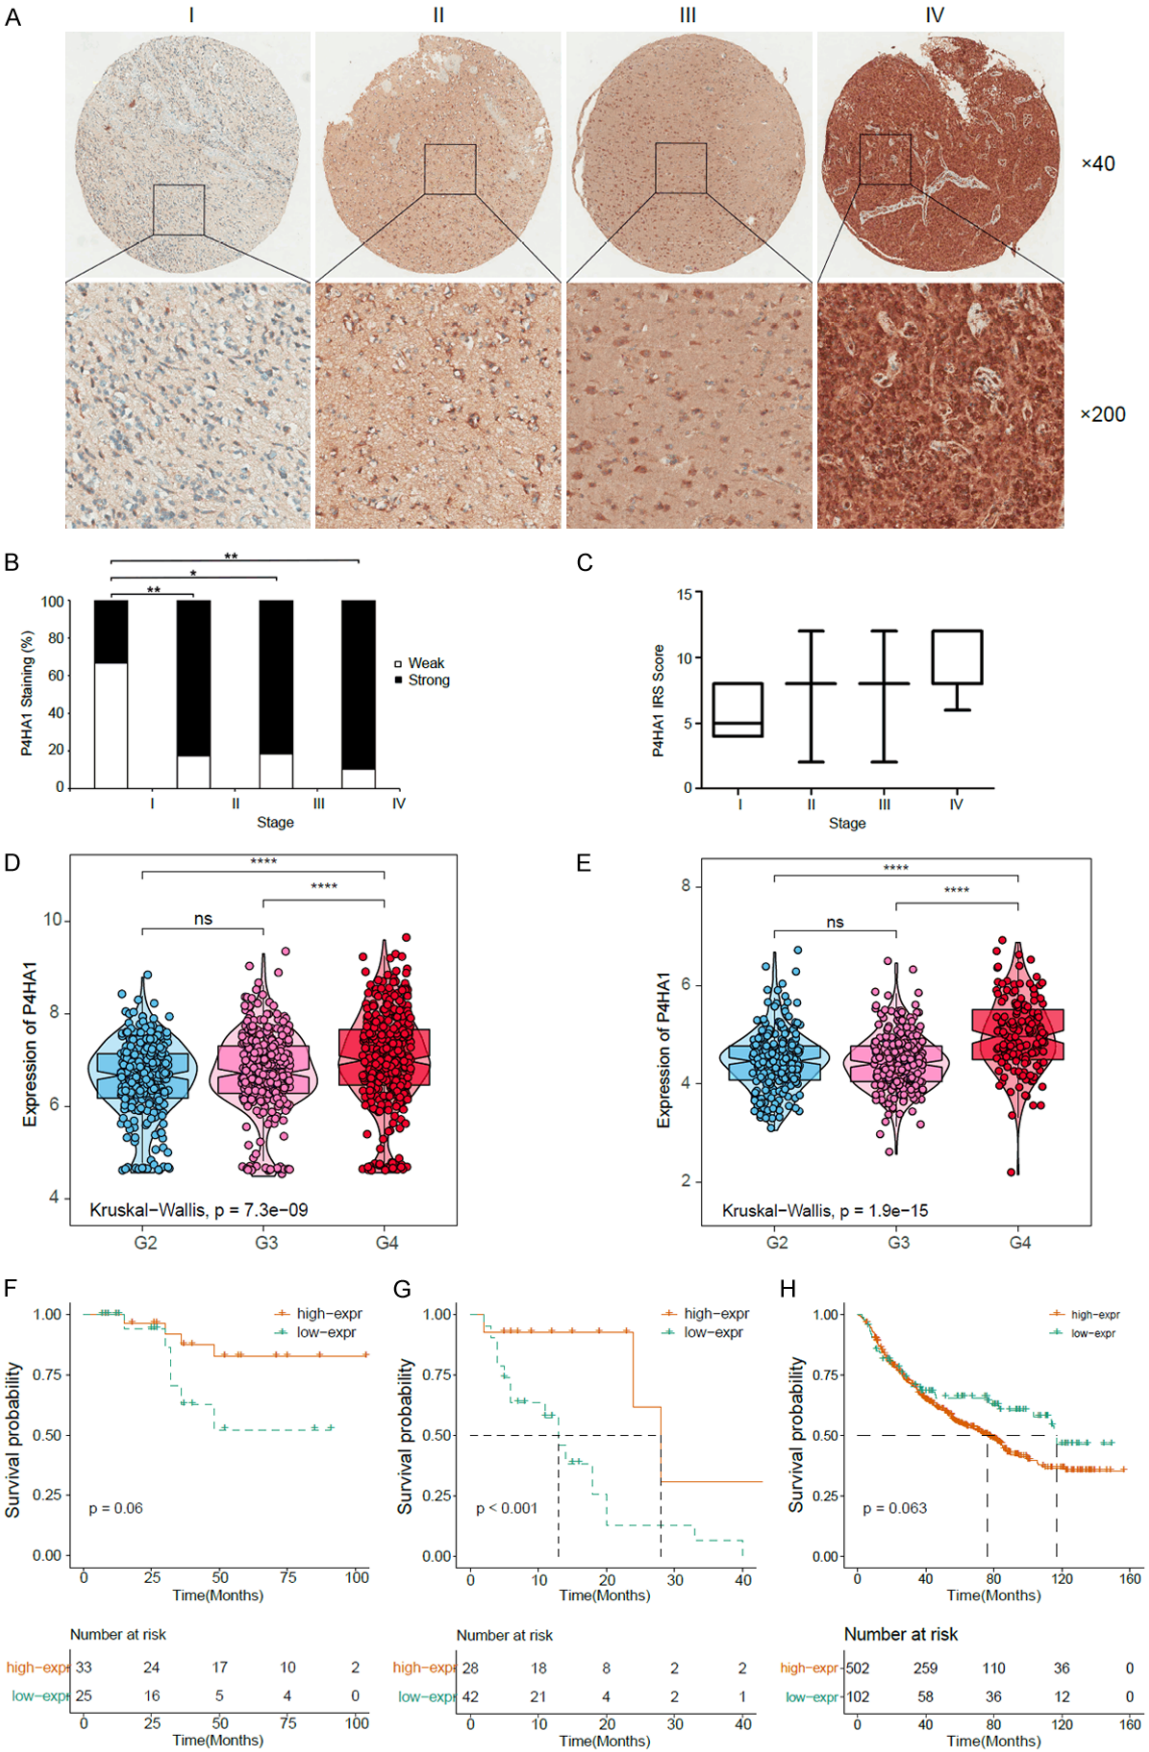 A
I II III IV
×40
×200
B
** 
*
**
100
80
60
40
20
0
P4HA1 Staining (%)
Weak
Strong
I II III IV
Stage
C
15
10
5
0
P4HA1 IRS Score
I II III IV
Stage
D
****
****
ns
10
8
6
4
Expression of P4HA1
Kruskal−Wallis, p = 7.3e−09
G2 G3 G4
E
****
****
ns
8
6
4
2
Expression of P4HA1
Kruskal−Wallis, p = 1.9e−15
G2 G3 G4
F
1.00
0.75
0.50
0.25
0.00
Survival probability
high−expr
low−expr
p = 0.06
0 25 50 75 100
Time(Months)
Number at risk
high−expr 33 24 17 10 2
low−expr 25 16 5 4 0
0 25 50 75 100
Time(Months)
G
1.00
0.75
0.50
0.25
0.00
Survival probability
high−expr
low−expr
p < 0.001
0 10 20 30 40
Time(Months)
Number at risk
high−expr 28 18 8 2 2
low−expr 42 21 4 2 1
0 10 20 30 40
Time(Months)
H
1.00
0.75
0.50
0.25
0.00
Survival probability
high−expr
low−expr
p = 0.063
0 40 80 120 160
Time(Months)
Number at risk
high−expr 502 259 110 36 0
low−expr 102 58 36 12 0
0 40 80 120 160
Time(Months)